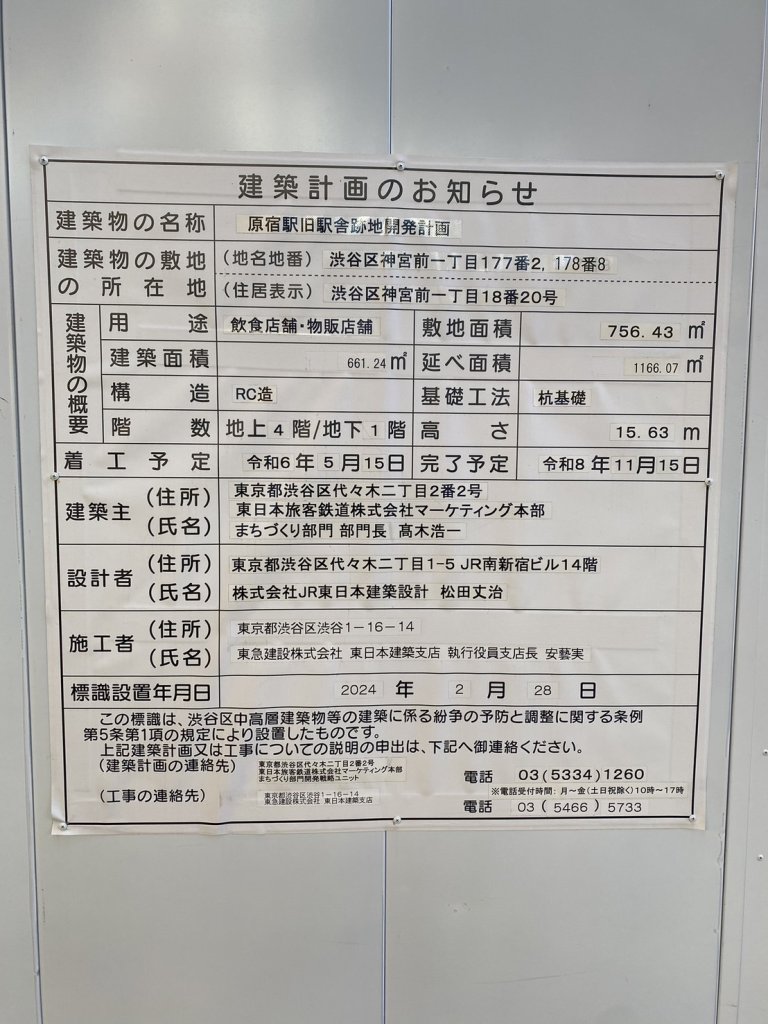 建築計画のお知らせ
建築物の名称 原宿駅旧駅舎跡地開発計画
建築物の敷地の所在地 (地名地番) 渋谷区神宮前一丁目177番2, 178番8
(住居表示) 渋谷区神宮前一丁目18番20号
建築物の概要
用途 飲食店舗・物販店舗 敷地面積 756.43 ㎡
建築面積 661.24㎡ 延べ面積 1166.07 ㎡
構造 RC造 基礎工法 杭基礎
階数 地上4階/地下1階 高さ 15.63 m
着工予定 令和6年5月15日 完了予定 令和8年11月15日
建築主 (住所) 東京都渋谷区代々木二丁目2番2号
東日本旅客鉄道株式会社マーケティング本部
(氏名) まちづくり部門 部門長 髙木浩一
設計者 (住所) 東京都渋谷区代々木二丁目1-5 JR南新宿ビル14階
(氏名) 株式会社JR東日本建築設計 松田丈治
施工者 (住所) 東京都渋谷区渋谷1-16-14
(氏名) 東急建設株式会社 東日本建築支店 執行役員支店長 安藝実
標識設置年月日 2024 年 2 月 28 日
この標識は、渋谷区中高層建築物等の建築に係る紛争の予防と調整に関する条例
第5条第1項の規定により設置したものです。
上記建築計画又は工事についての説明の申出は、下記へ御連絡ください。
(建築計画の連絡先) 東京都渋谷区代々木二丁目2番2号
東日本旅客鉄道株式会社マーケティング本部
まちづくり部門開発戦略ユニット
電話 03(5334)1260
※電話受付時間: 月~金(土日祝除く)10時~17時
(工事の連絡先) 東京都渋谷区渋谷1-16-14
東急建設株式会社 東日本建築支店
電話 03(5466)5733